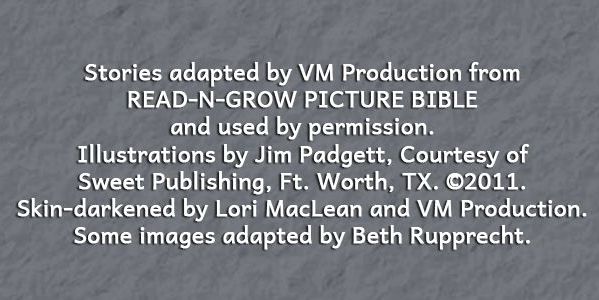 Stories adapted by VM Production from
READ-N-GROW PICTURE BIBLE
and used by permission.
Illustrations by Jim Padgett, Courtesy of
Sweet Publishing, Ft. Worth, TX. ©2011.
Skin-darkened by Lori MacLean and VM Production.
Some images adapted by Beth Rupprecht.